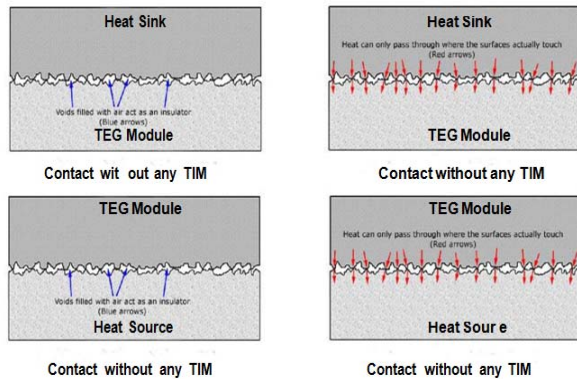 Heat Sink
Voids filled with air act as an insulator
(Blue arrows)
TEG Module
Contact wit out any TIM
Heat Sink
Heat can only pass through where the surfaces actually touch
(Red arrows)
TEG Module
Contact without any TIM
TEG Module
Voids filled with air act as an insulator
(Blue arrows)
Heat Source
Contact without any TIM
TEG Module
Heat can only pass through where the surfaces actually touch
(Red arrows)
Heat Sour e
Contact without any TIM